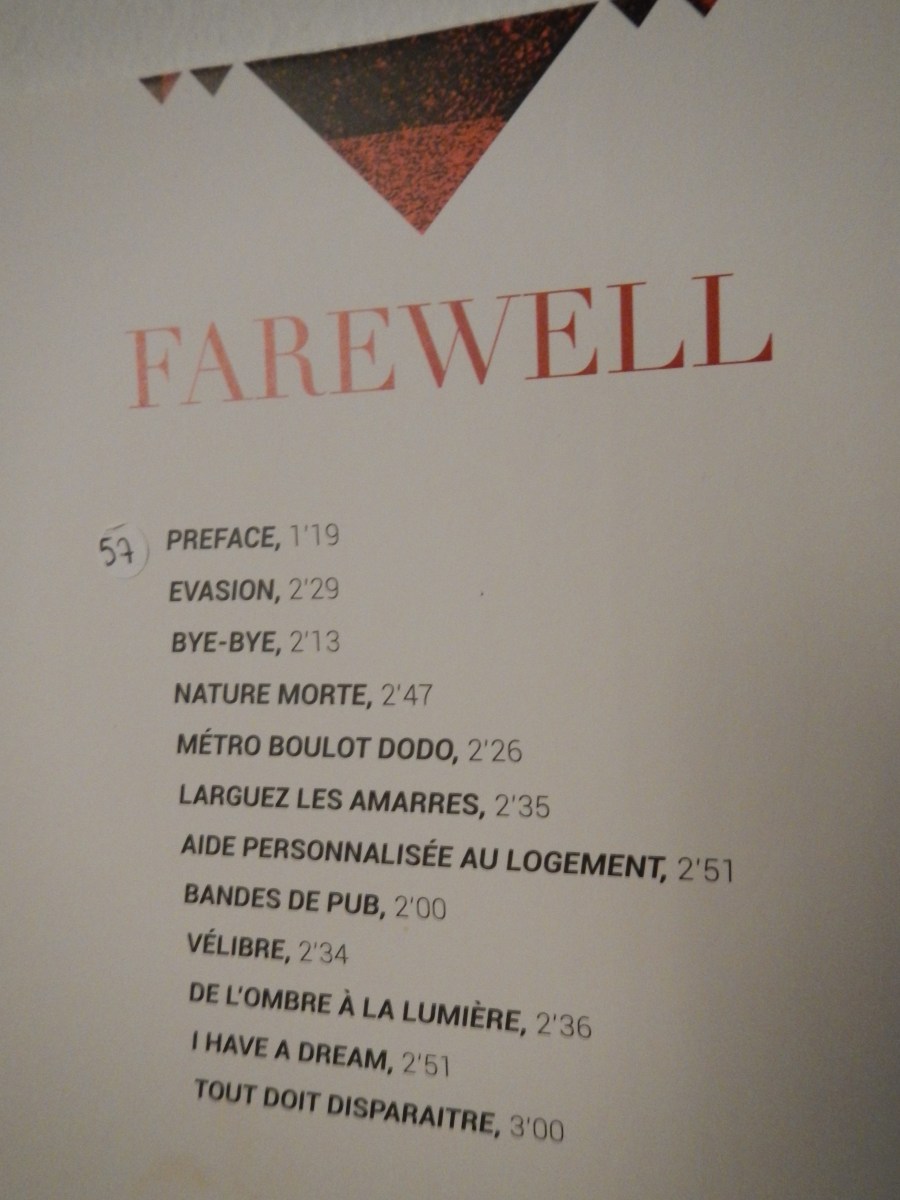 FAREWELL
57
PREFACE, 1'19
EVASION, 2'29
BYE-BYE, 2'13
NATURE MORTE, 2'47
MÉTRO BOULOT DODO, 2'26
LARGUEZ LES AMARRES, 2'35
AIDE PERSONNALISÉE AU LOGEMENT, 2'51
BANDES DE PUB, 2'00
VÉLIBRE, 2'34
DE L'OMBRE À LA LUMIÈRE, 2'36
I HAVE A DREAM, 2'51
TOUT DOIT DISPARAITRE, 3'00